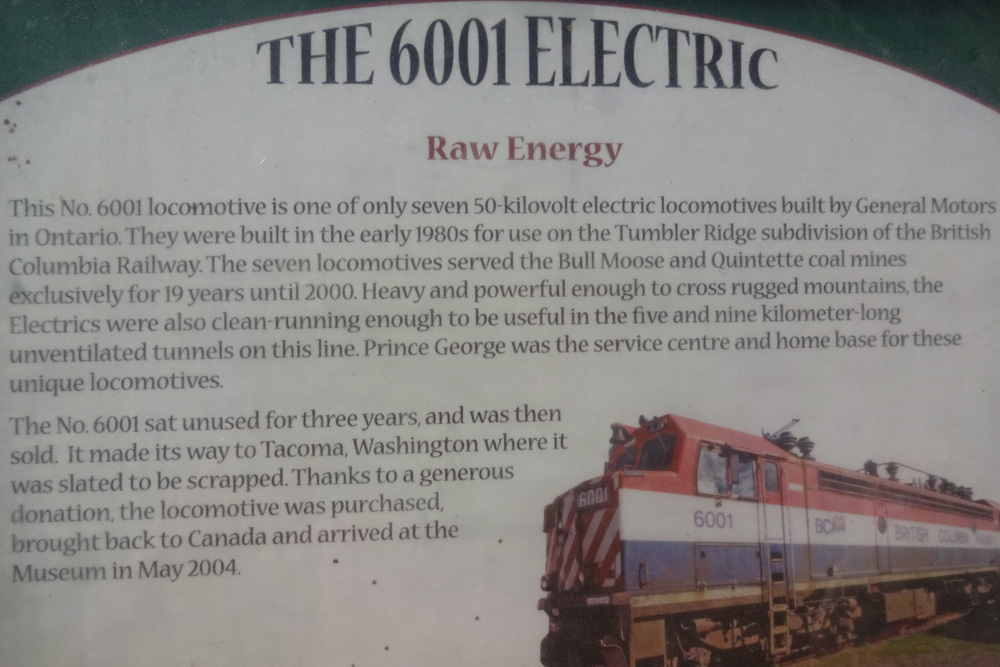 THE 6001 ELECTRIC
Raw Energy
This No. 6001 locomotive is one of only seven 50-kilovolt electric locomotives built by General Motors
in Ontario. They were built in the early 1980s for use on the Tumbler Ridge subdivision of the British
Columbia Railway. The seven locomotives served the Bull Moose and Quintette coal mines
exclusively for 19 years until 2000. Heavy and powerful enough to cross rugged mountains, the
Electrics were also clean-running enough to be useful in the five and nine kilometer-long
unventilated tunnels on this line. Prince George was the service centre and home base for these
unique locomotives.
The No. 6001 sat unused for three years, and was then
sold. It made its way to Tacoma, Washington where it
was slated to be scrapped. Thanks to a generous
donation, the locomotive was purchased,
brought back to Canada and arrived at the
Museum in May 2004.
6001
6001
BRITISH COLUMBIA